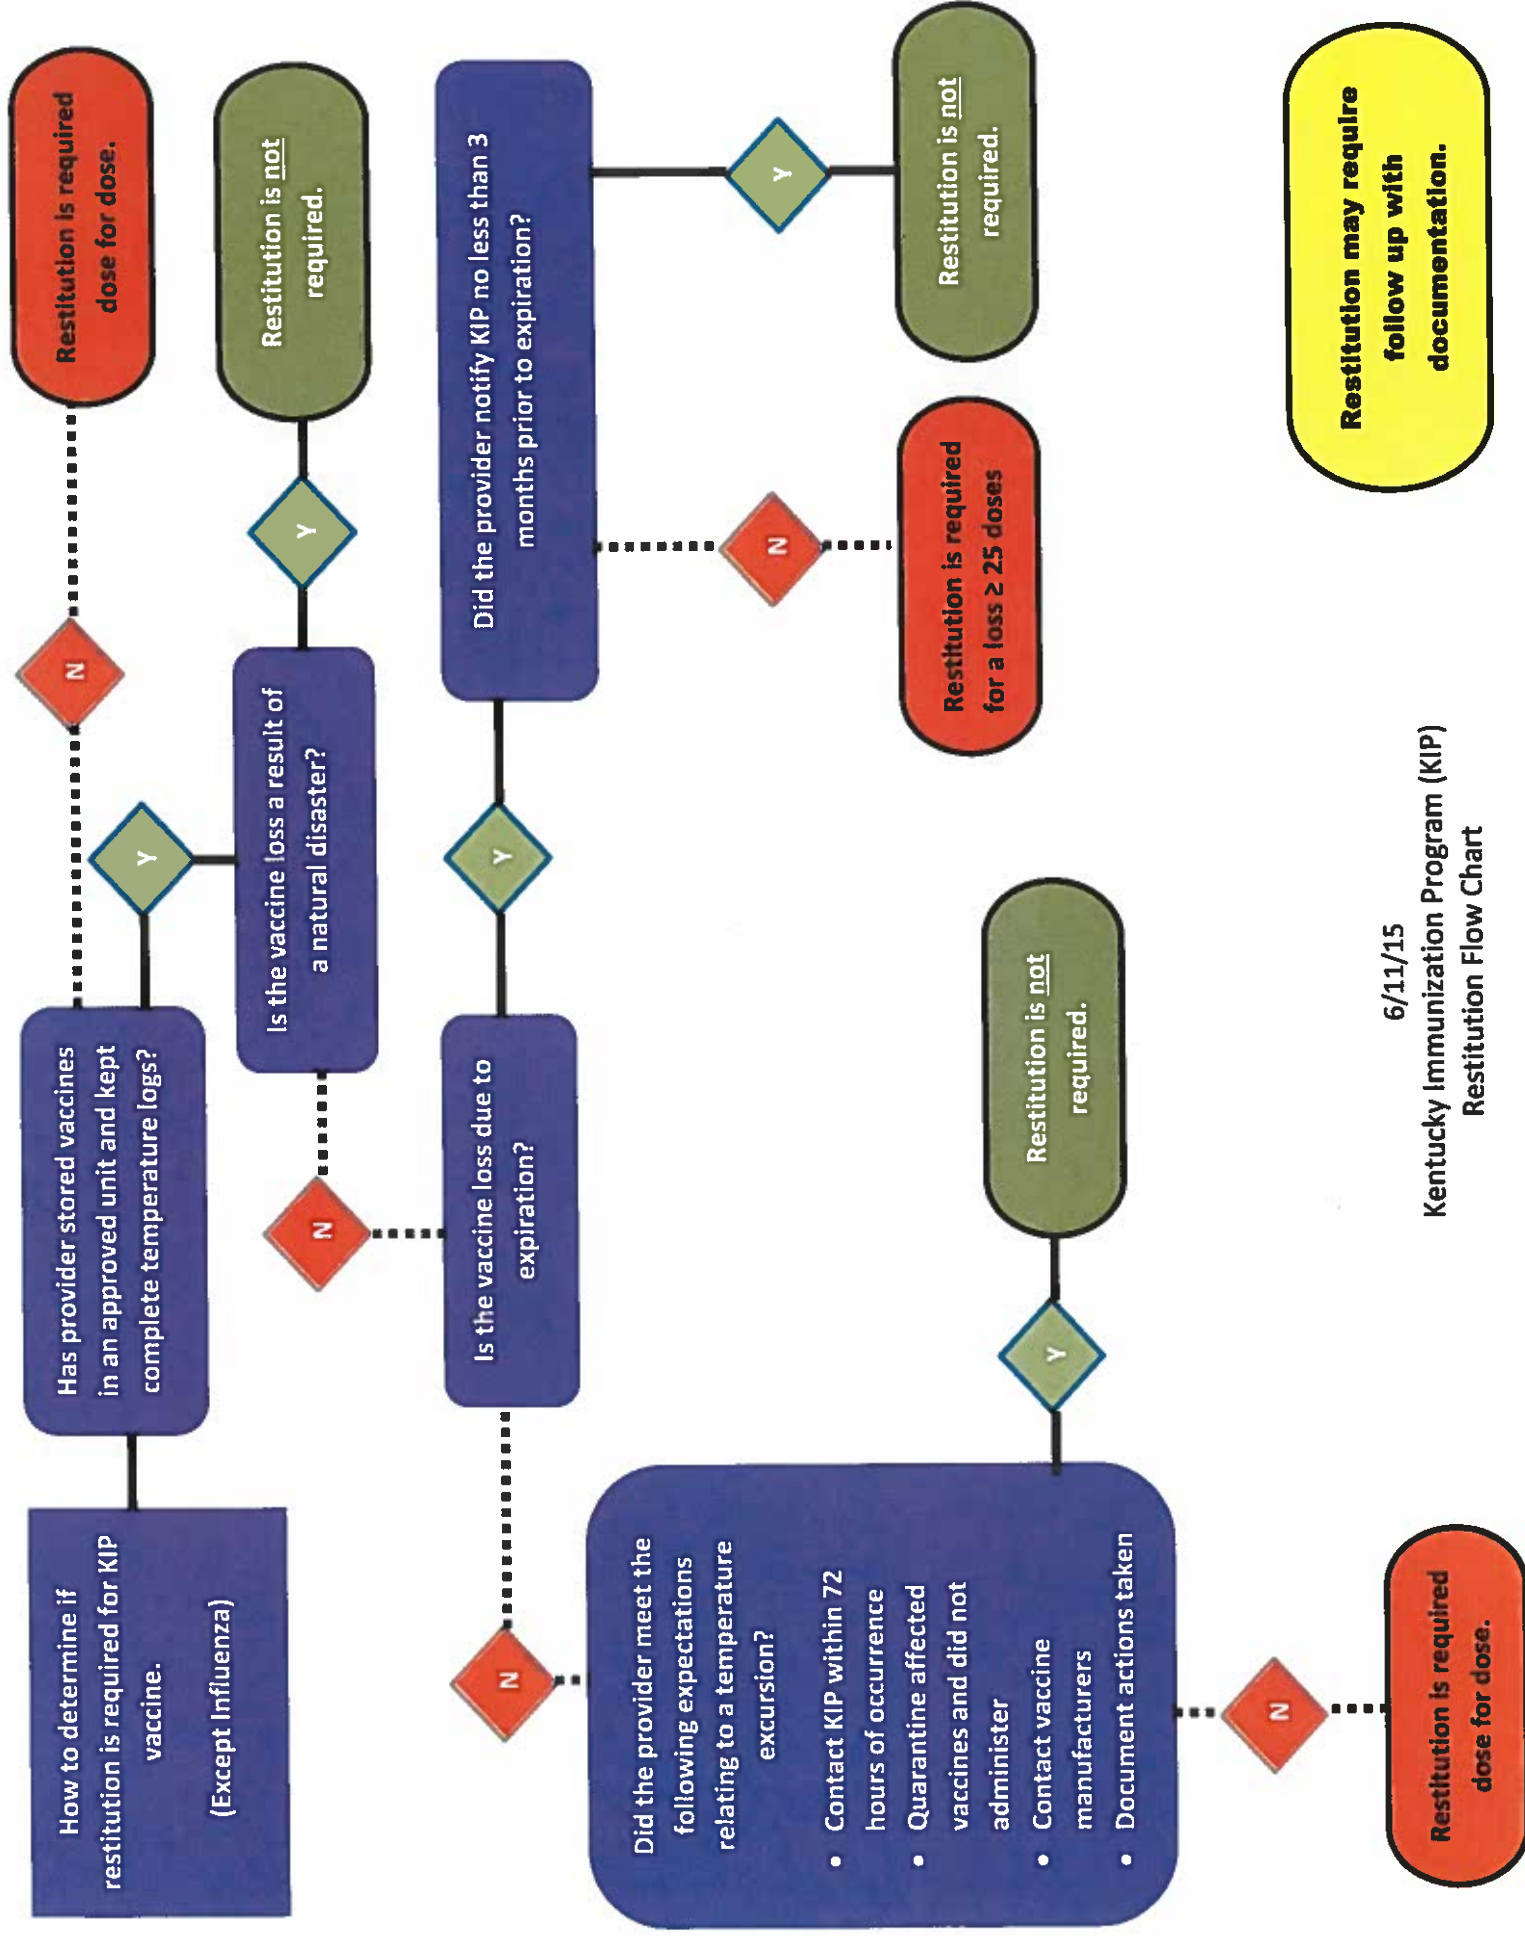 How to determine if
restitution is required for KIP
vaccine.
(Except Influenza)
Has provider stored vaccines
in an approved unit and kept
complete temperature logs?
N
Restitution is required
dose for dose.
Y
Is the vaccine loss a result of
a natural disaster?
Y
Restitution is not
required.
N
Is the vaccine loss due to
expiration?
Y
Did the provider notify KIP no less than 3
months prior to expiration?
Y
Restitution is not
required.
N
Restitution is required
for a loss ≥ 25 doses
N
Did the provider meet the
following expectations
relating to a temperature
excursion?
• Contact KIP within 72
hours of occurrence
• Quarantine affected
vaccines and did not
administer
• Contact vaccine
manufacturers
• Document actions taken
Y
Restitution is not
required.
N
Restitution is required
dose for dose.
6/11/15
Kentucky Immunization Program (KIP)
Restitution Flow Chart
Restitution may require
follow up with
documentation.